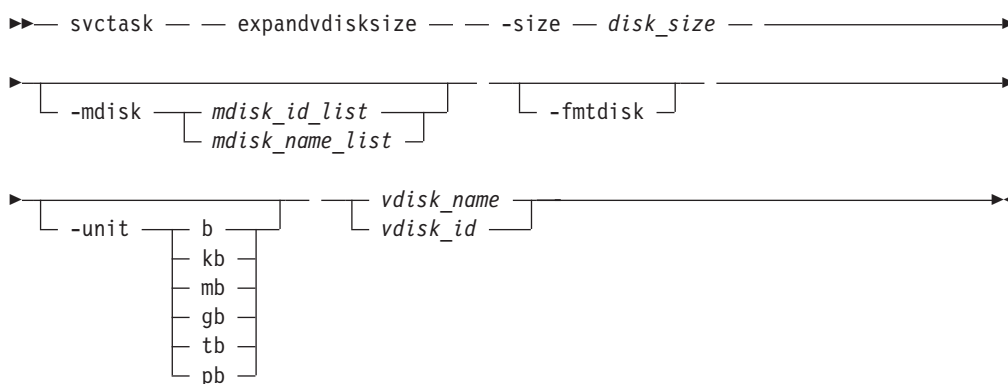 svctask expandvdisksize -size disk_size
-mdisk mdisk_id_list -fmtdisk
mdisk_name_list
-unit b vdisk_name
kb vdisk_id
mb
gb
tb
pb